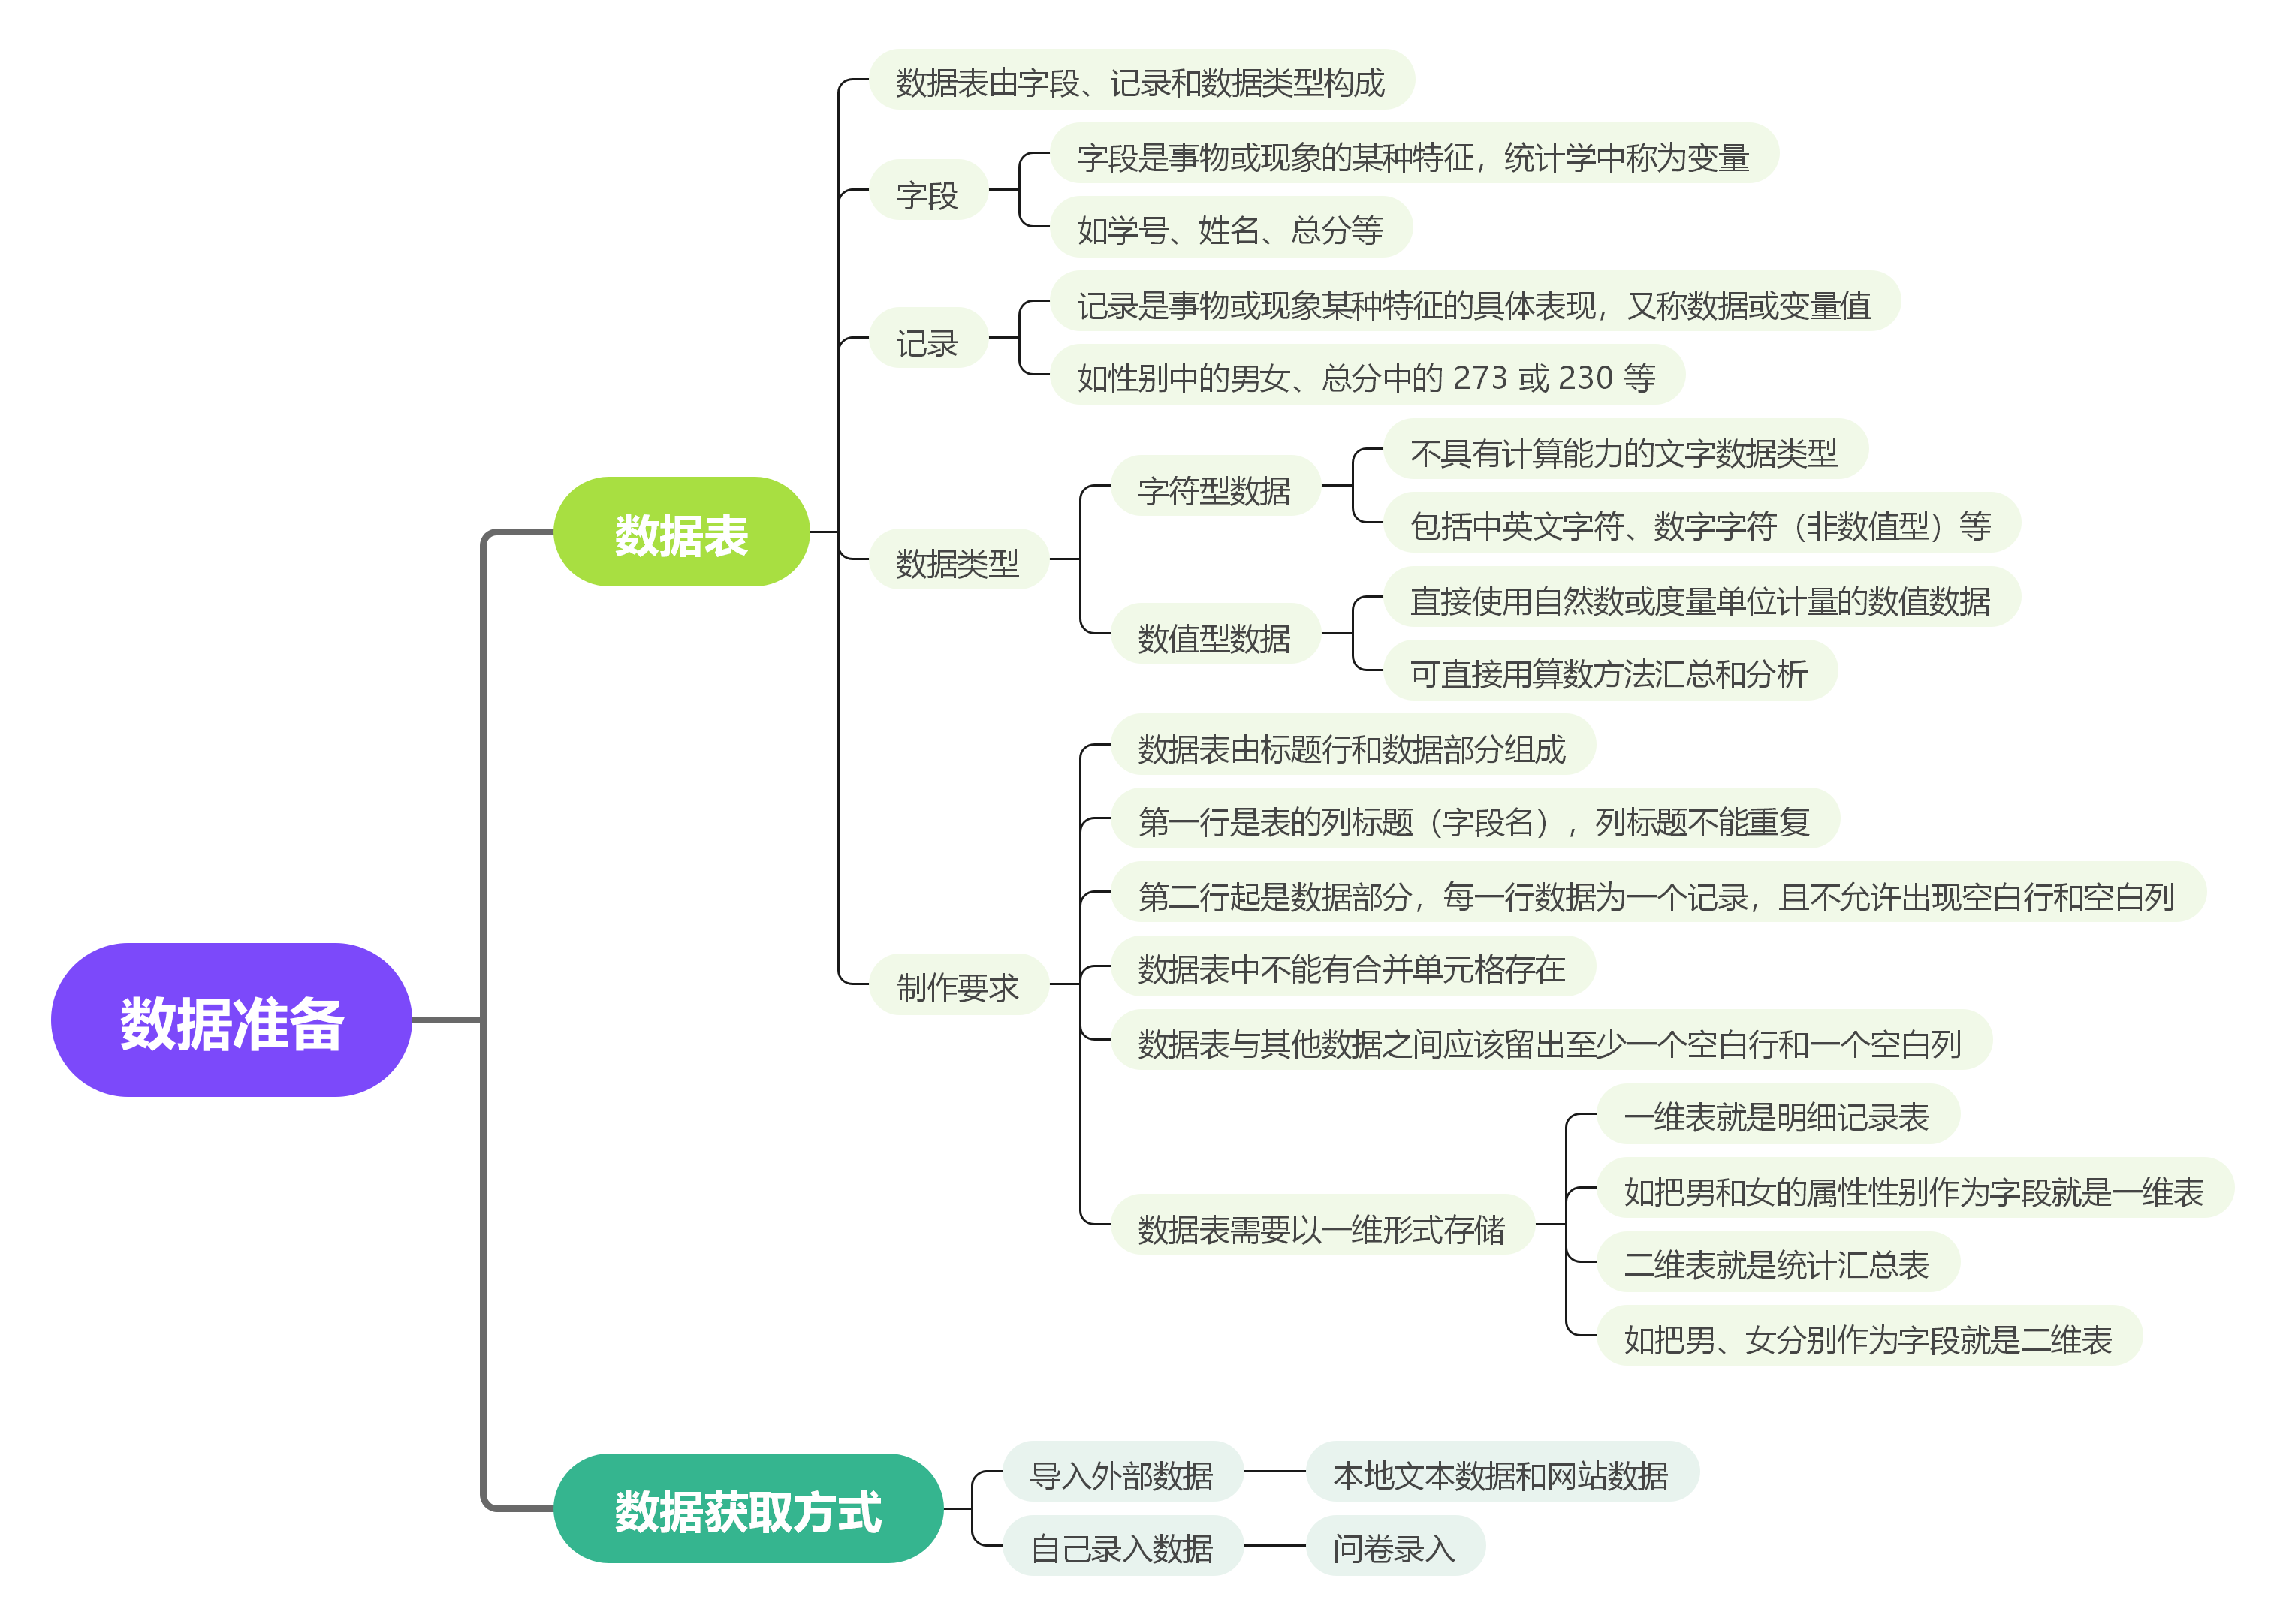 数据准备
数据表
数据表由字段、记录和数据类型构成
字段
字段是事物或现象的某种特征，统计学中称为变量
如学号、姓名、总分等
记录
记录是事物或现象某种特征的具体表现，又称数据或变量值
如性别中的男女、总分中的 273 或 230 等
数据类型
字符型数据
不具有计算能力的文字数据类型
包括中英文字符、数字字符（非数值型）等
数值型数据
直接使用自然数或度量单位计量的数值数据
可直接用算数方法汇总和分析
制作要求
数据表由标题行和数据部分组成
第一行是表的列标题（字段名），列标题不能重复
第二行起是数据部分，每一行数据为一个记录，且不允许出现空白行和空白列
数据表中不能有合并单元格存在
数据表与其他数据之间应该留出至少一个空白行和一个空白列
数据表需要以一维形式存储
一维表就是明细记录表
如把男和女的属性性别作为字段就是一维表
二维表就是统计汇总表
如把男、女分别作为字段就是二维表
数据获取方式
导入外部数据
本地文本数据和网站数据
自己录入数据
问卷录入